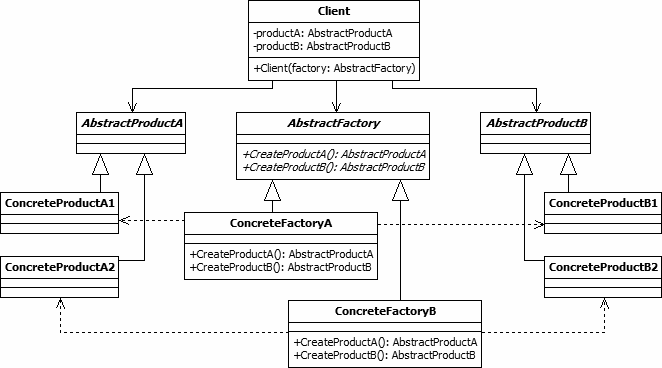 Client
-productA: AbstractProductA
-productB: AbstractProductB
+Client(factory: AbstractFactory)
AbstractProductA
AbstractFactory
AbstractProductB
+CreateProductA(): AbstractProductA
+CreateProductB(): AbstractProductB
ConcreteProductA1
ConcreteProductB1
ConcreteFactoryA
+CreateProductA(): AbstractProductA
+CreateProductB(): AbstractProductB
ConcreteProductA2
ConcreteProductB2
ConcreteFactoryB
+CreateProductA(): AbstractProductA
+CreateProductB(): AbstractProductB